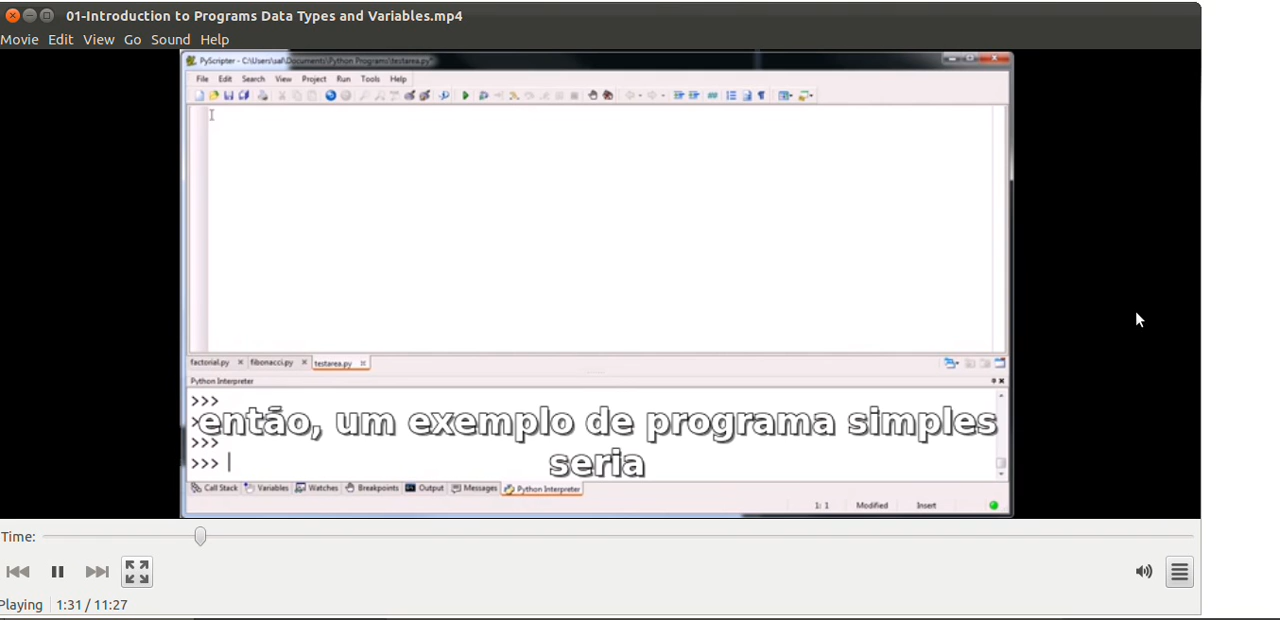 01-Introduction to Programs Data Types and Variables.mp4
Movie Edit View Go Sound Help
PyScripter - C:\Users\sal\Documents\Python Programs\testarea.py*
File Edit Search View Project Run Tools Help
factorial.py fibonacci.py testarea.py
Python Interpreter
>>>
então, um exemplo de programa simples
>>>
seria
>>>
Call Stack Variables Watches Breakpoints Output Messages Python Interpreter
1: 1 Modified Insert
Time:
Playing 1:31 / 11:27